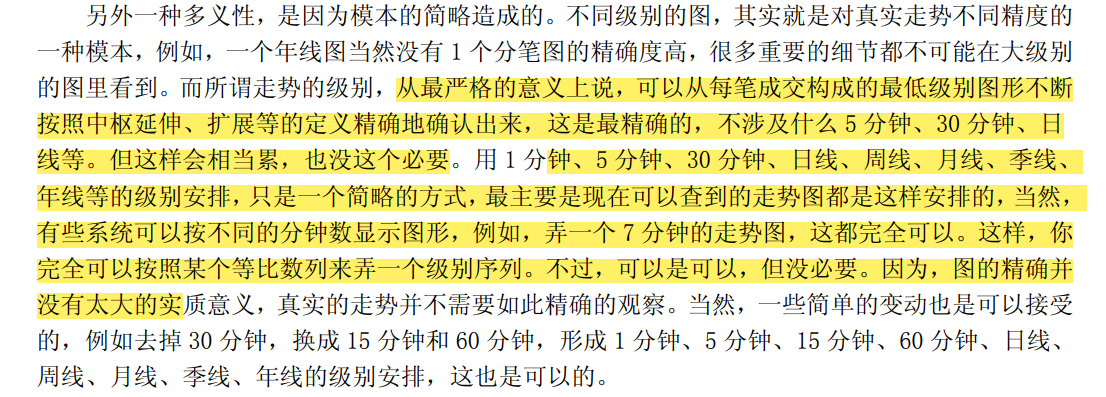 另外一种多义性，是因为模本的简略造成的。不同级别的图，其实就是对真实走势不同精度的
一种模本，例如，一个年线图当然没有 1 个分笔图的精确度高，很多重要的细节都不可能在大级别
的图里看到。而所谓走势的级别，从最严格的意义上说，可以从每笔成交构成的最低级别图形不断
按照中枢延伸、扩展等的定义精确地确认出来，这是最精确的，不涉及什么 5 分钟、30 分钟、日
线等。但这样会相当累，也没这个必要。用 1 分钟、5 分钟、30 分钟、日线、周线、月线、季线、
年线等的级别安排，只是一个简略的方式，最主要是现在可以查到的走势图都是这样安排的，当然，
有些系统可以按不同的分钟数显示图形，例如，弄一个 7 分钟的走势图，这都完全可以。这样，你
完全可以按照某个等比数列来弄一个级别序列。不过，可以是可以，但没必要。因为，图的精确并
没有太大的实质意义，真实的走势并不需要如此精确的观察。当然，一些简单的变动也是可以接受
的，例如去掉 30 分钟，换成 15 分钟和 60 分钟，形成 1 分钟、5 分钟、15 分钟、60 分钟、日线、
周线、月线、季线、年线的级别安排，这也是可以的。